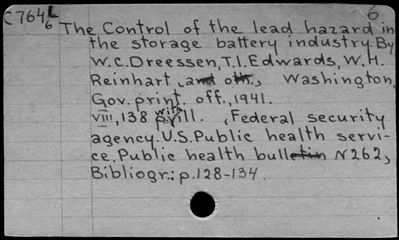 C764L 6
6
The Control of the lead hazard in
the storage battery industry. By
W.C.Dreessen, T.I.Edwards, W.H.
Reinhart, and oth., Washington,
Gov. print. off., 1941.
VIII, 138 p. with ill. , Federal security
agency. U.S. Public health servi-
ce. Public health bulletin N262,
Bibliogr.: p.128-134